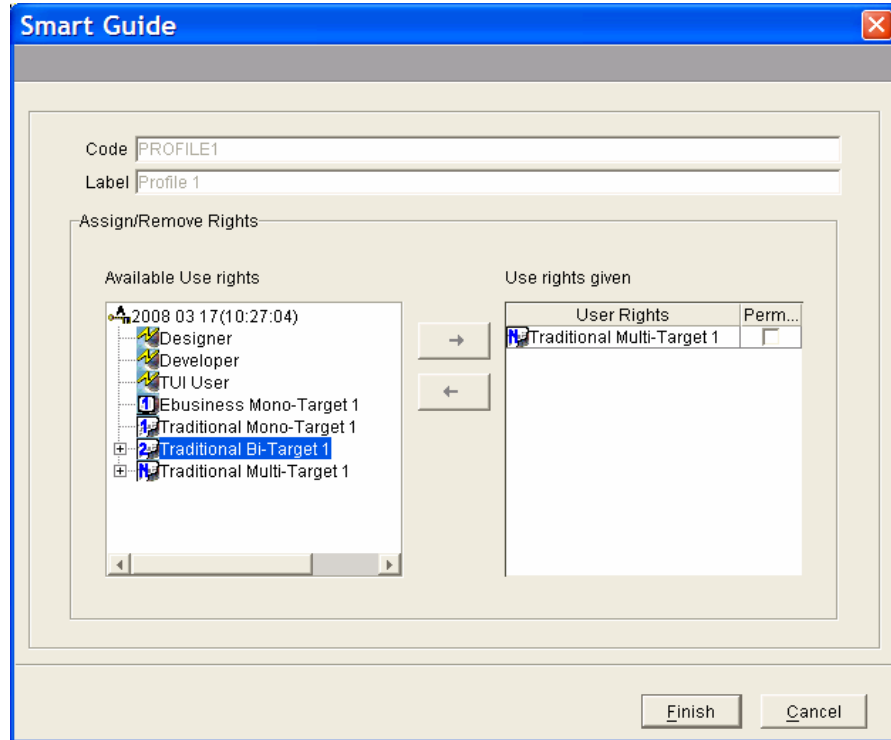 Smart Guide
Code PROFILE1
Label Profile 1
Assign/Remove Rights
Available Use rights
2008 03 17(10:27:04)
Designer
Developer
TUI User
Ebusiness Mono-Target 1
Traditional Mono-Target 1
Traditional Bi-Target 1
Traditional Multi-Target 1
Use rights given
User Rights Perm...
Traditional Multi-Target 1
Finish Cancel